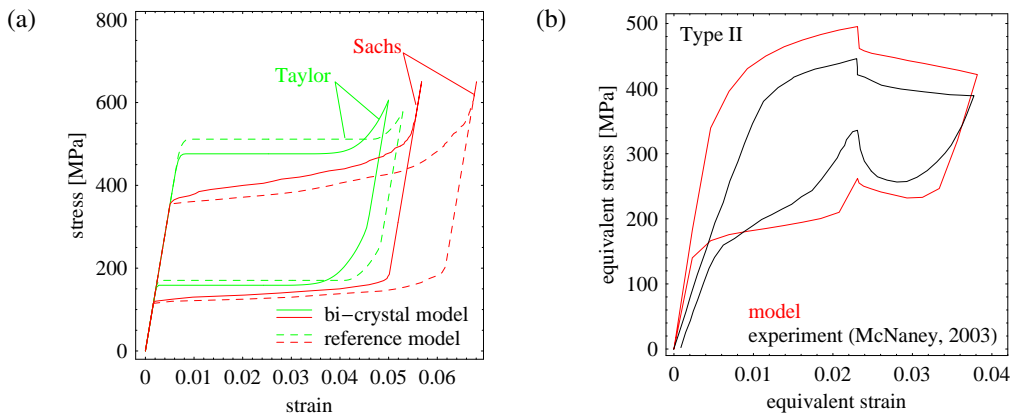 (a)
800
600
400
200
0
stress [MPa]
Sachs
Taylor
bi−crystal model
reference model
0 0.01 0.02 0.03 0.04 0.05 0.06
strain
(b)
500
400
300
200
100
0
equivalent stress [MPa]
Type II
model
experiment (McNaney, 2003)
0 0.01 0.02 0.03 0.04
equivalent strain